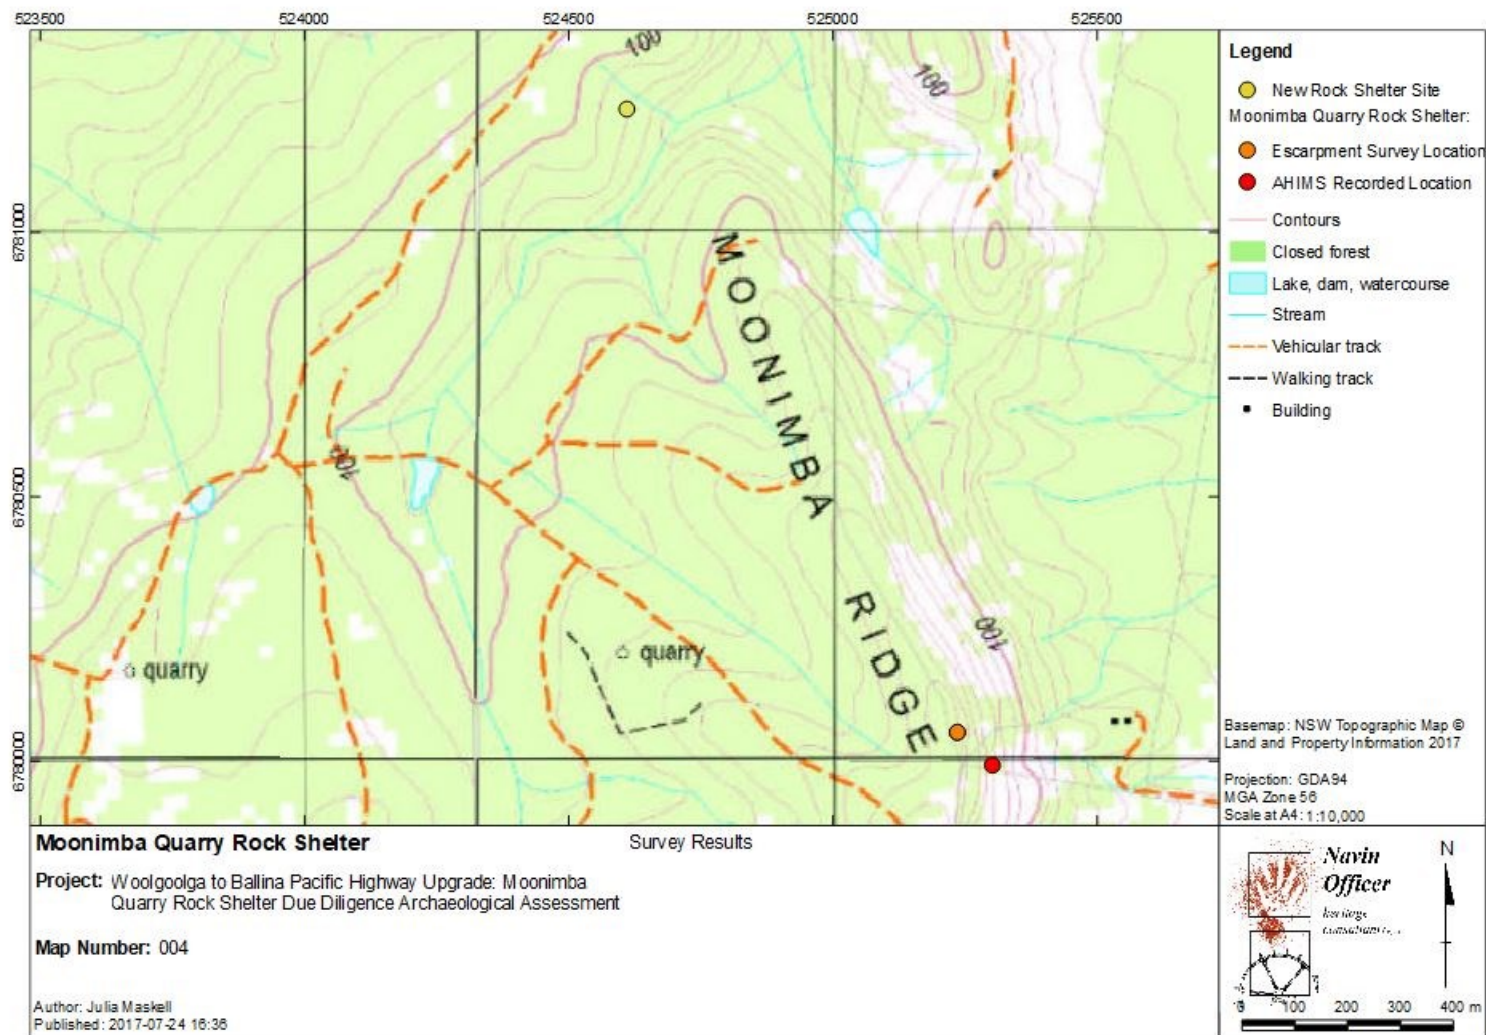 523500
524000
524500
525000
525500
6781000
6780500
6780000
100
100
100
100
MOONIMBA
RIDGE
quarry
quarry
Legend
New Rock Shelter Site
Moonimba Quarry Rock Shelter:
Escarpment Survey Location
AHIMS Recorded Location
Contours
Closed forest
Lake, dam, watercourse
Stream
Vehicular track
Walking track
Building
Basemap: NSW Topographic Map ©
Land and Property Information 2017
Projection: GDA94
MGA Zone 56
Scale at A4: 1:10,000
Moonimba Quarry Rock Shelter
Survey Results
Project: Woolgoolga to Ballina Pacific Highway Upgrade: Moonimba
Quarry Rock Shelter Due Diligence Archaeological Assessment
Map Number: 004
Author: Julia Maskell
Published: 2017-07-24 16:36
Navin
Officer
heritage
N
0 100 200 300 400 m